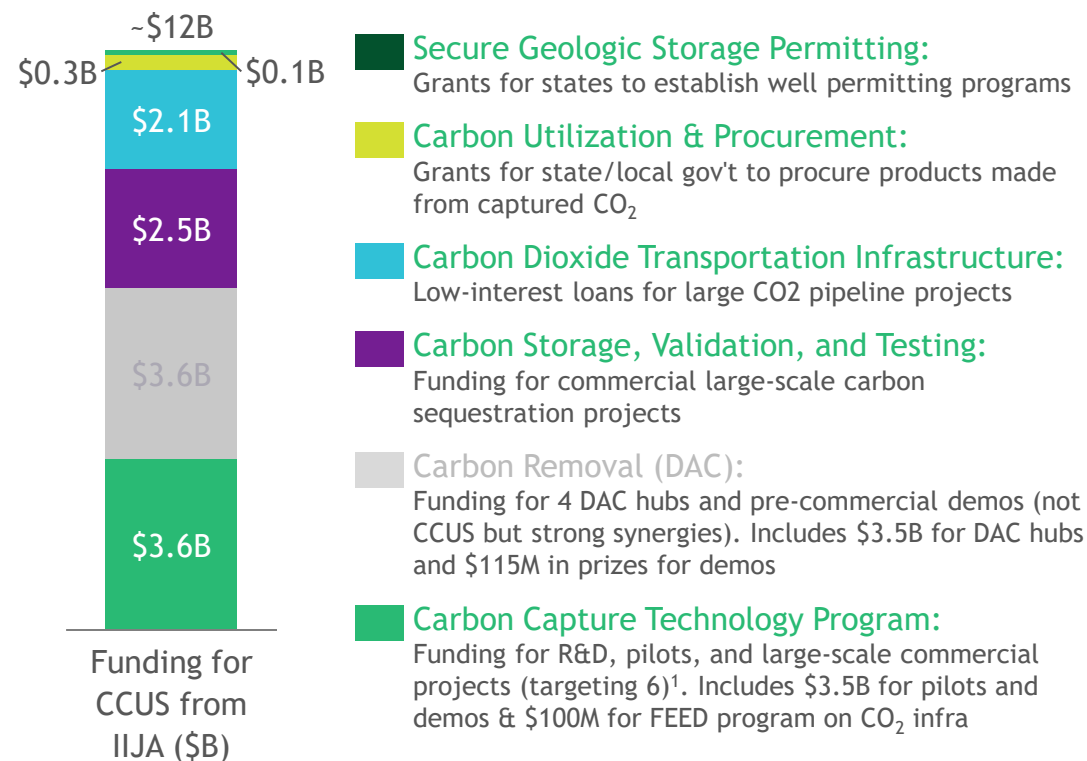 ~$12B
$0.3B
$0.1B
$2.1B
$2.5B
$3.6B
$3.6B
Funding for
CCUS from
IIJA ($B)
Secure Geologic Storage Permitting:
Grants for states to establish well permitting programs
Carbon Utilization & Procurement:
Grants for state/local gov't to procure products made
from captured CO₂
Carbon Dioxide Transportation Infrastructure:
Low-interest loans for large CO2 pipeline projects
Carbon Storage, Validation, and Testing:
Funding for commercial large-scale carbon
sequestration projects
Carbon Removal (DAC):
Funding for 4 DAC hubs and pre-commercial demos (not
CCUS but strong synergies). Includes $3.5B for DAC hubs
and $115M in prizes for demos
Carbon Capture Technology Program:
Funding for R&D, pilots, and large-scale commercial
projects (targeting 6)¹. Includes $3.5B for pilots and
demos & $100M for FEED program on CO₂ infra